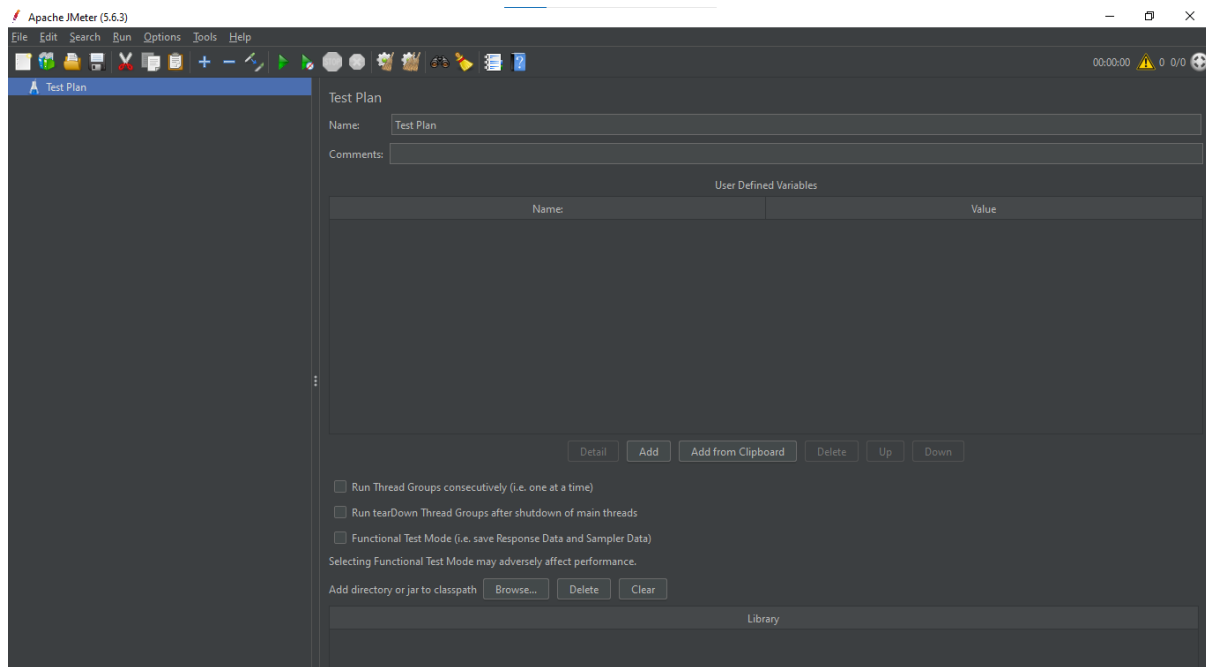 Apache JMeter (5.6.3)
File Edit Search Run Options Tools Help
00:00:00 0 0/0
Test Plan
Test Plan
Name: Test Plan
Comments:
User Defined Variables
Name: Value
Detail Add Add from Clipboard Delete Up Down
Run Thread Groups consecutively (i.e. one at a time)
Run tearDown Thread Groups after shutdown of main threads
Functional Test Mode (i.e. save Response Data and Sampler Data)
Selecting Functional Test Mode may adversely affect performance.
Add directory or jar to classpath Browse... Delete Clear
Library